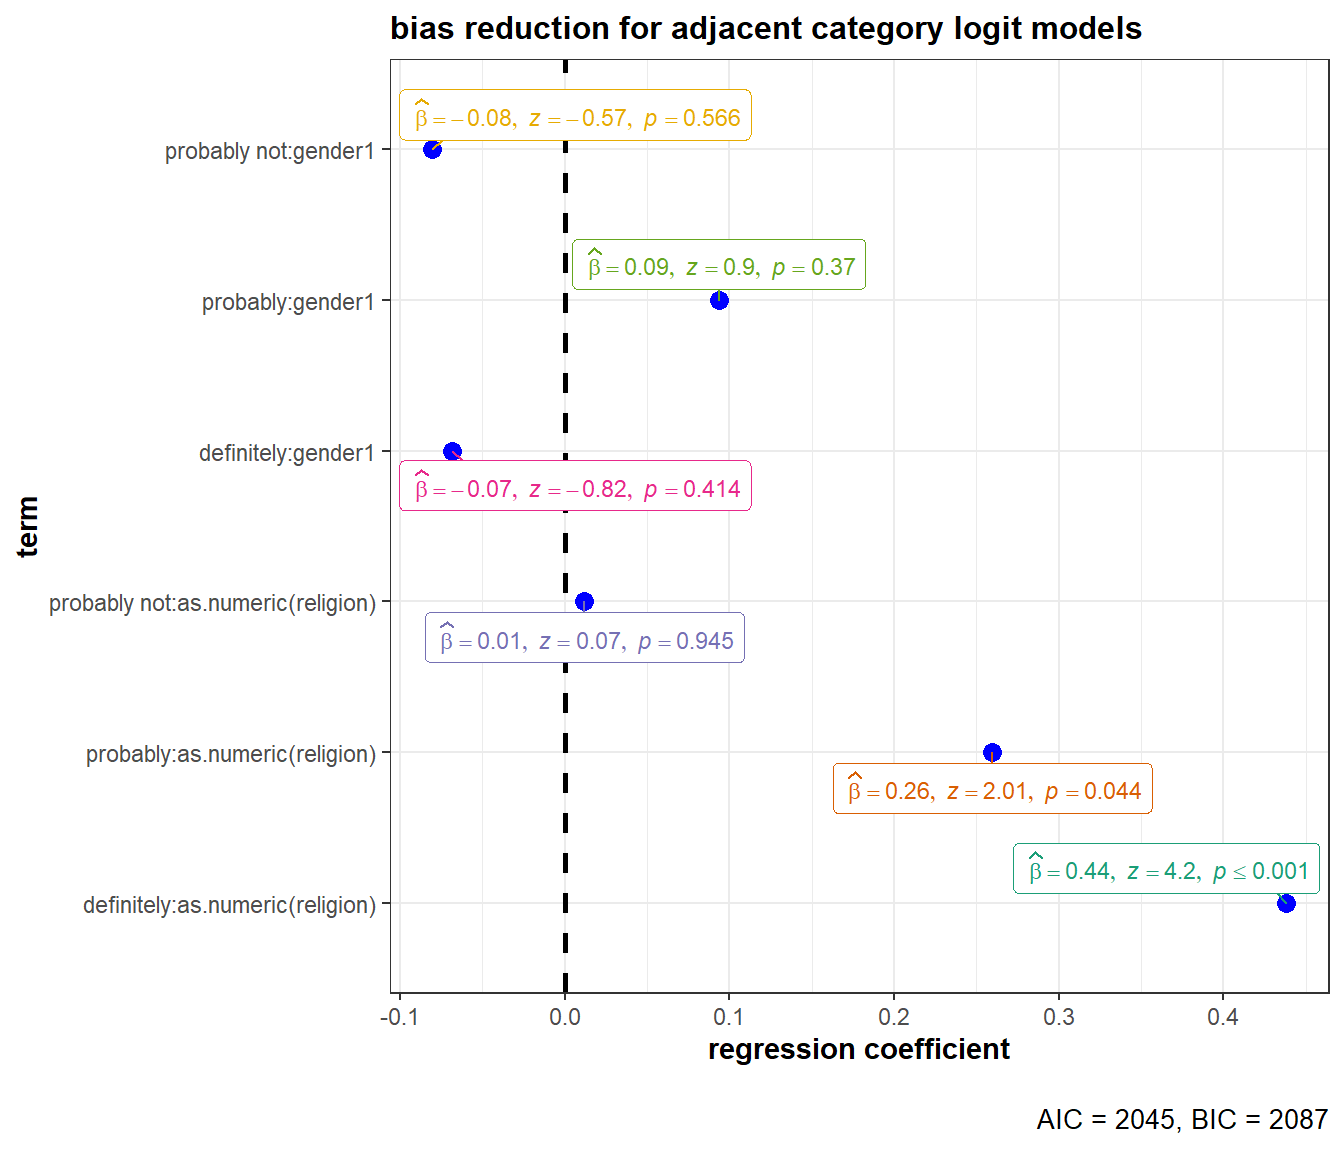 bias reduction for adjacent category logit models
β̂ = −0.08, z = −0.57, p = 0.566
probably not:gender1
β̂ = 0.09, z = 0.9, p = 0.37
probably:gender1
definitely:gender1
β̂ = −0.07, z = −0.82, p = 0.414
term
probably not:as.numeric(religion)
β̂ = 0.01, z = 0.07, p = 0.945
probably:as.numeric(religion)
β̂ = 0.26, z = 2.01, p = 0.044
β̂ = 0.44, z = 4.2, p ≤ 0.001
definitely:as.numeric(religion)
-0.1 0.0 0.1 0.2 0.3 0.4
regression coefficient
AIC = 2045, BIC = 2087